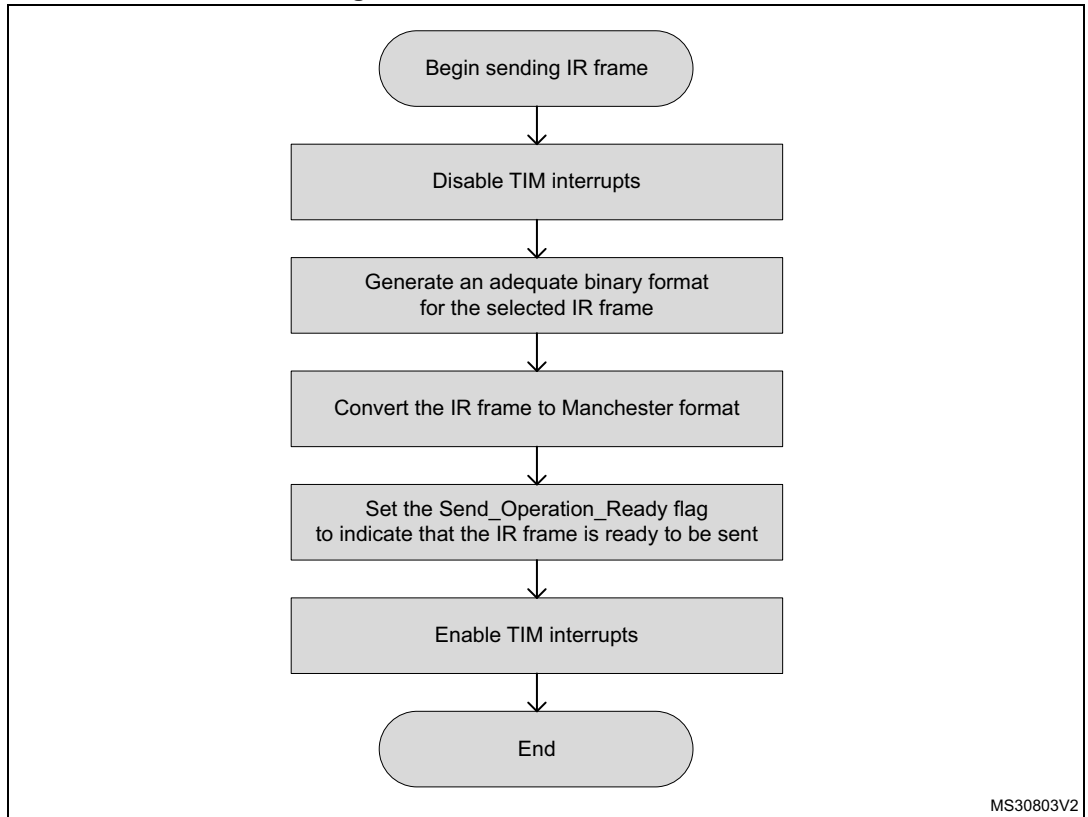 Begin sending IR frame
Disable TIM interrupts
Generate an adequate binary format
for the selected IR frame
Convert the IR frame to Manchester format
Set the Send_Operation_Ready flag
to indicate that the IR frame is ready to be sent
Enable TIM interrupts
End
MS30803V2